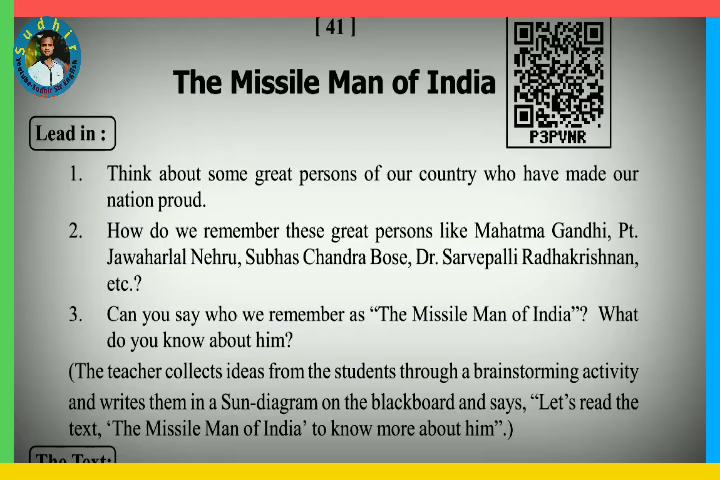 [ 41 ]
Sudhir
Youtube-Sudhir Sir English
The Missile Man of India
P3PVNR
Lead in :
1. Think about some great persons of our country who have made our
nation proud.
2. How do we remember these great persons like Mahatma Gandhi, Pt.
Jawaharlal Nehru, Subhas Chandra Bose, Dr. Sarvepalli Radhakrishnan,
etc.?
3. Can you say who we remember as “The Missile Man of India”? What
do you know about him?
(The teacher collects ideas from the students through a brainstorming activity
and writes them in a Sun-diagram on the blackboard and says, “Let’s read the
text, ‘The Missile Man of India’ to know more about him”.)
The Text: